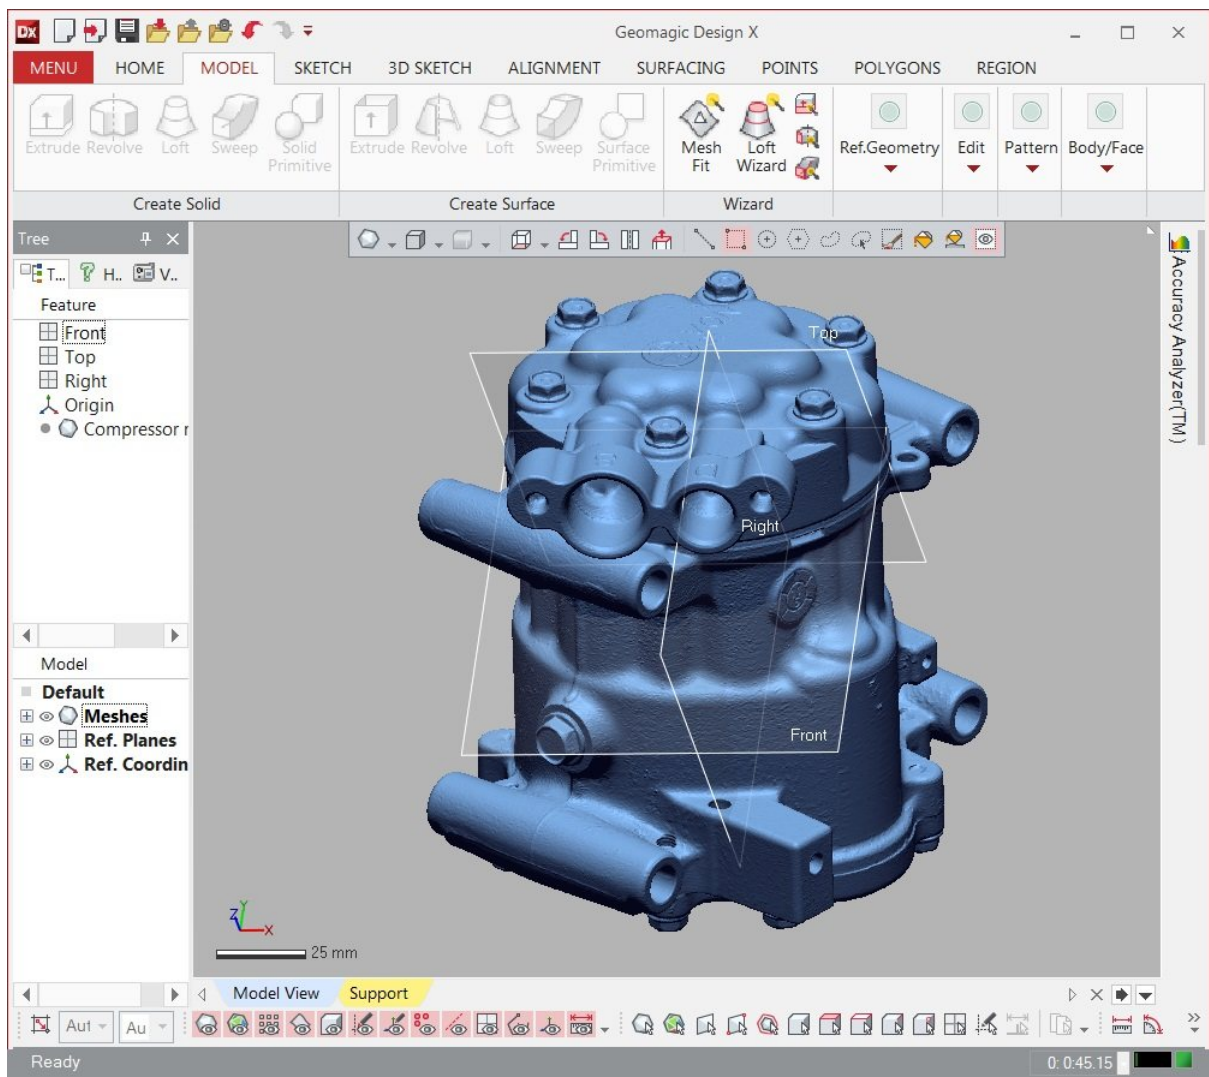 Dx Geomagic Design X
MENU HOME MODEL SKETCH 3D SKETCH ALIGNMENT SURFACING POINTS POLYGONS REGION
Extrude Revolve Loft Sweep Solid Primitive Extrude Revolve Loft Sweep Surface Primitive Mesh Fit Loft Wizard Ref.Geometry Edit Pattern Body/Face
Create Solid Create Surface Wizard
Tree
T... H.. V..
Feature
Front
Top
Right
Origin
Compressor r
Model
Default
Meshes
Ref. Planes
Ref. Coordin
Top
Right
Front
Z Y X
25 mm
Accuracy Analyzer(TM)
Model View Support
Aut Au
Ready 0: 0:45.15